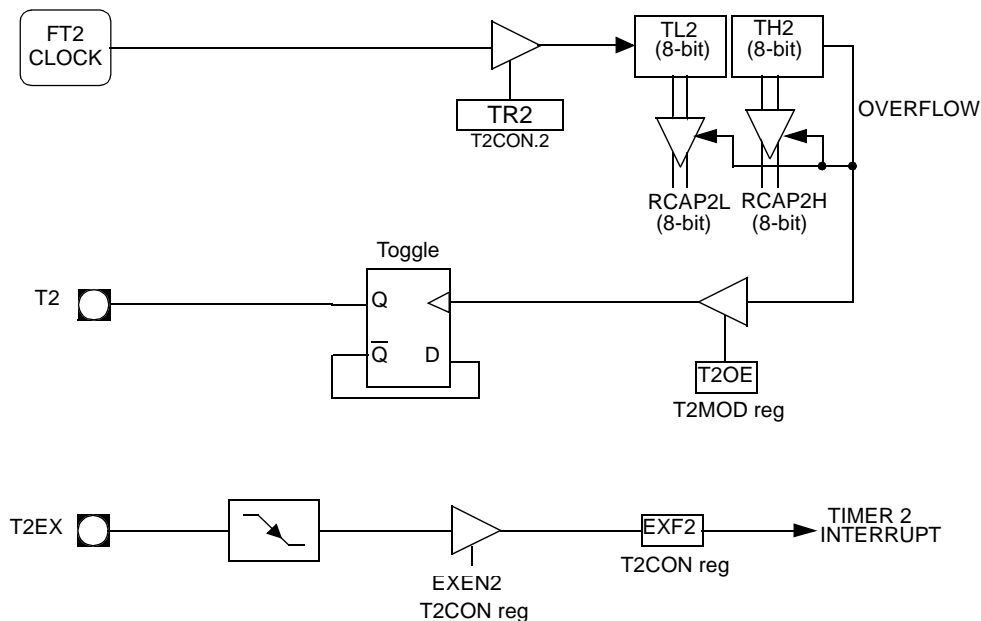 FT2
CLOCK
TL2
(8-bit)
TH2
(8-bit)
TR2
T2CON.2
OVERFLOW
RCAP2L
(8-bit)
RCAP2H
(8-bit)
Toggle
T2
Q
Q
D
T2OE
T2MOD reg
T2EX
EXEN2
T2CON reg
EXF2
T2CON reg
TIMER 2
INTERRUPT